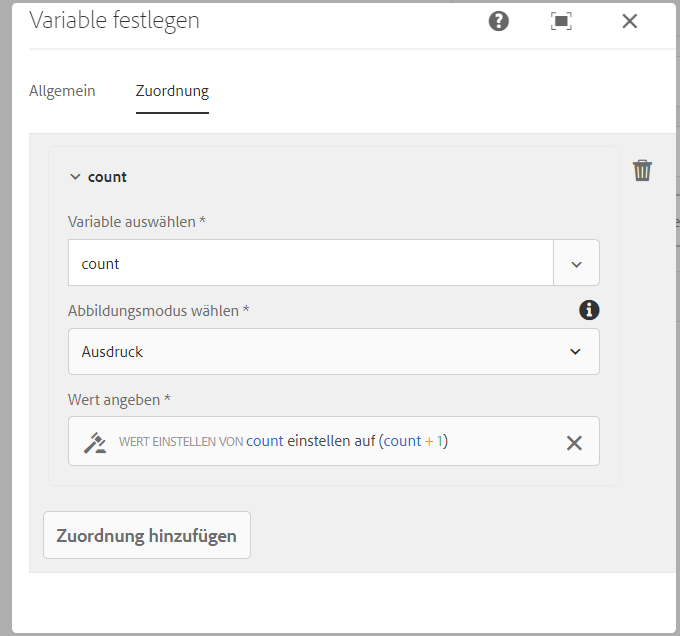 Variable festlegen
Allgemein
Zuordnung
count
Variable auswählen *
count
Abbildungsmodus wählen *
Ausdruck
Wert angeben *
WERT EINSTELLEN VON count einstellen auf (count + 1)
Zuordnung hinzufügen